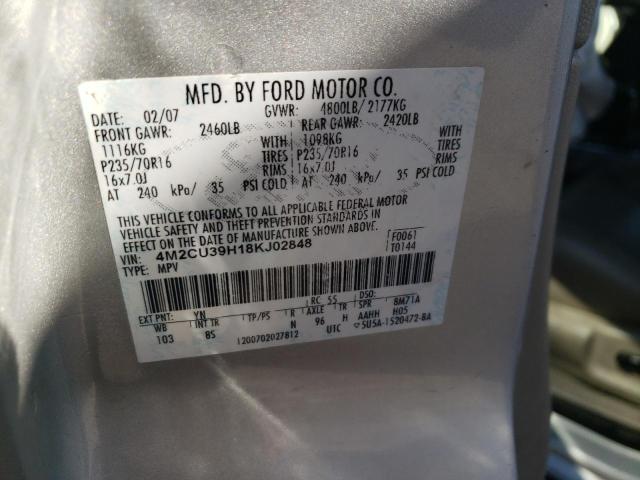 MFD. BY FORD MOTOR CO.
DATE: 02/07 GVWR: 4800LB/ 2177KG
FRONT GAWR: 2460LB REAR GAWR: 2420LB
1116KG WITH 1098KG WITH
P235/70R16 TIRES P235/70R16 TIRES
16x7.0J RIMS 16x7.0J RIMS
AT 240 kPa/ 35 PSI COLD AT 240 kPa/ 35 PSI COLD
THIS VEHICLE CONFORMS TO ALL APPLICABLE FEDERAL MOTOR
VEHICLE SAFETY AND THEFT PREVENTION STANDARDS IN
EFFECT ON THE DATE OF MANUFACTURE SHOWN ABOVE.
VIN: 4M2CU39H18KJ02848 F0061
TYPE: MPV T0144
EXT PNT: YN RC: 55 DSO:
WB INT TR TP/PS R AXLE TR SPR 8M71A
103 8S N 96 H AAHH H05
1200702027812 UTC 5U5A-1520472-BA